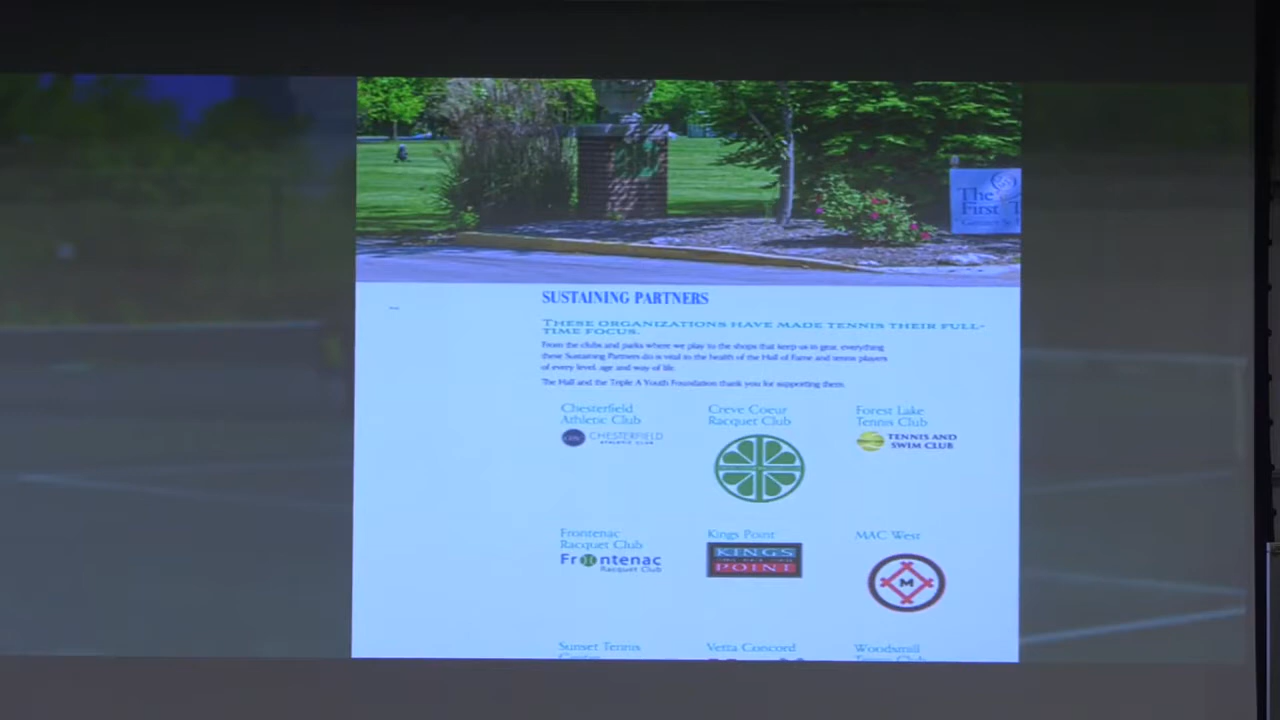 The
First T
SUSTAINING PARTNERS
THESE ORGANIZATIONS HAVE MADE TENNIS THEIR FULL-
TIME FOCUS.
From the clubs and parks where we play to the shops that keep us in gear, everything
these Sustaining Partners do is vital to the health of the Hall of Fame and tennis players
of every level, age and way of life.
The Hall and the Triple A Youth Foundation thank you for supporting them.
Chesterfield
Athletic Club
CHESTERFIELD
ATHLETIC CLUB
Creve Coeur
Racquet Club
Forest Lake
Tennis Club
TENNIS AND
SWIM CLUB
Frontenac
Racquet Club
Frontenac
Racquet Club
Kings Point
KINGS
POINT
MAC West
M
Sunset Tennis
Center
Vetta Concord
Woodsmill
Tennis Club